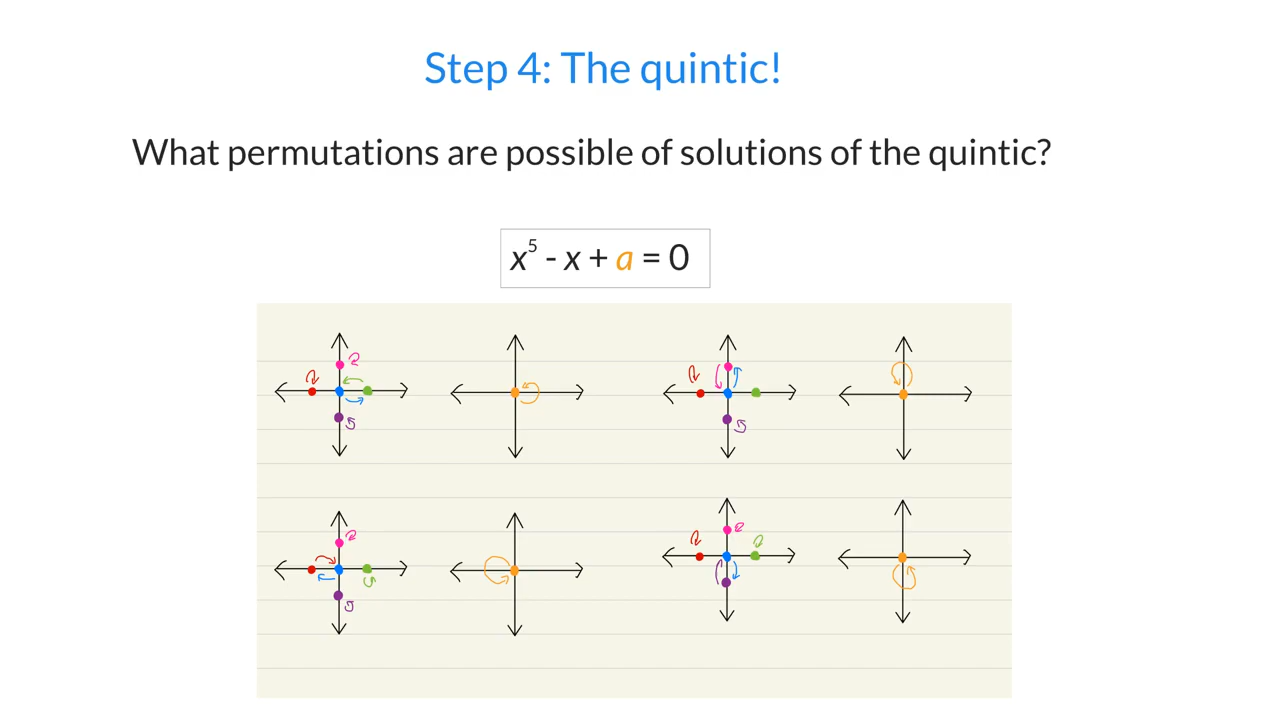 Step 4: The quintic!
What permutations are possible of solutions of the quintic?
x⁵ - x + a = 0